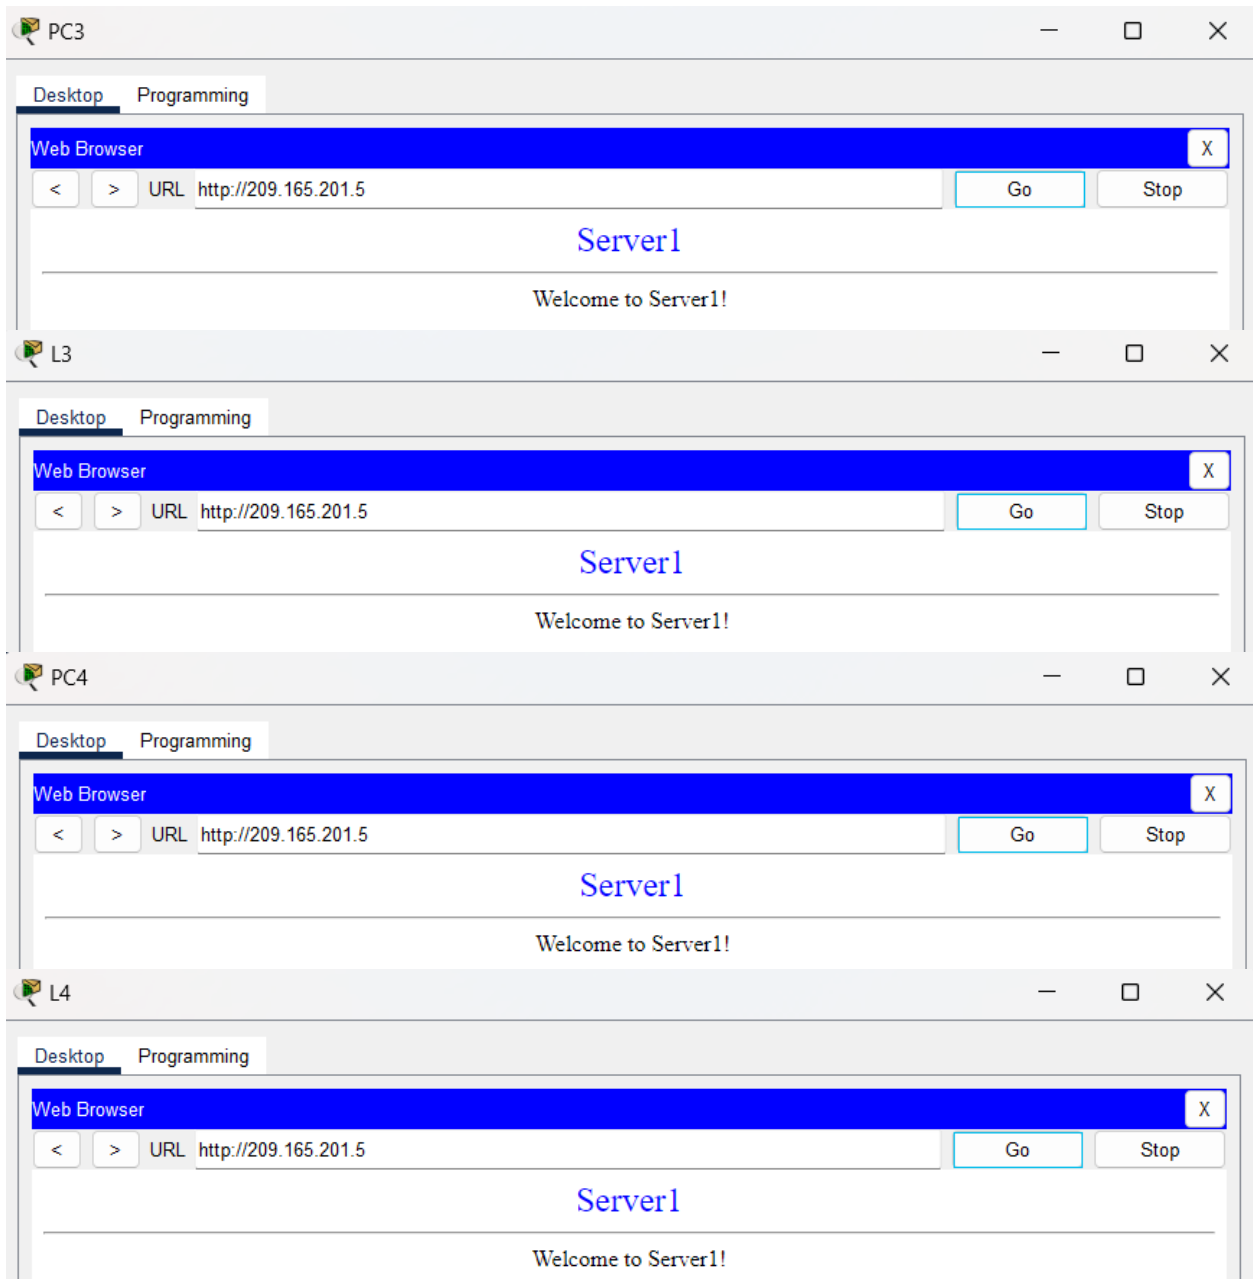 PC3
Desktop Programming
Web Browser X
< > URL http://209.165.201.5 Go Stop
Server1
Welcome to Server1!
L3
Desktop Programming
Web Browser X
< > URL http://209.165.201.5 Go Stop
Server1
Welcome to Server1!
PC4
Desktop Programming
Web Browser X
< > URL http://209.165.201.5 Go Stop
Server1
Welcome to Server1!
L4
Desktop Programming
Web Browser X
< > URL http://209.165.201.5 Go Stop
Server1
Welcome to Server1!